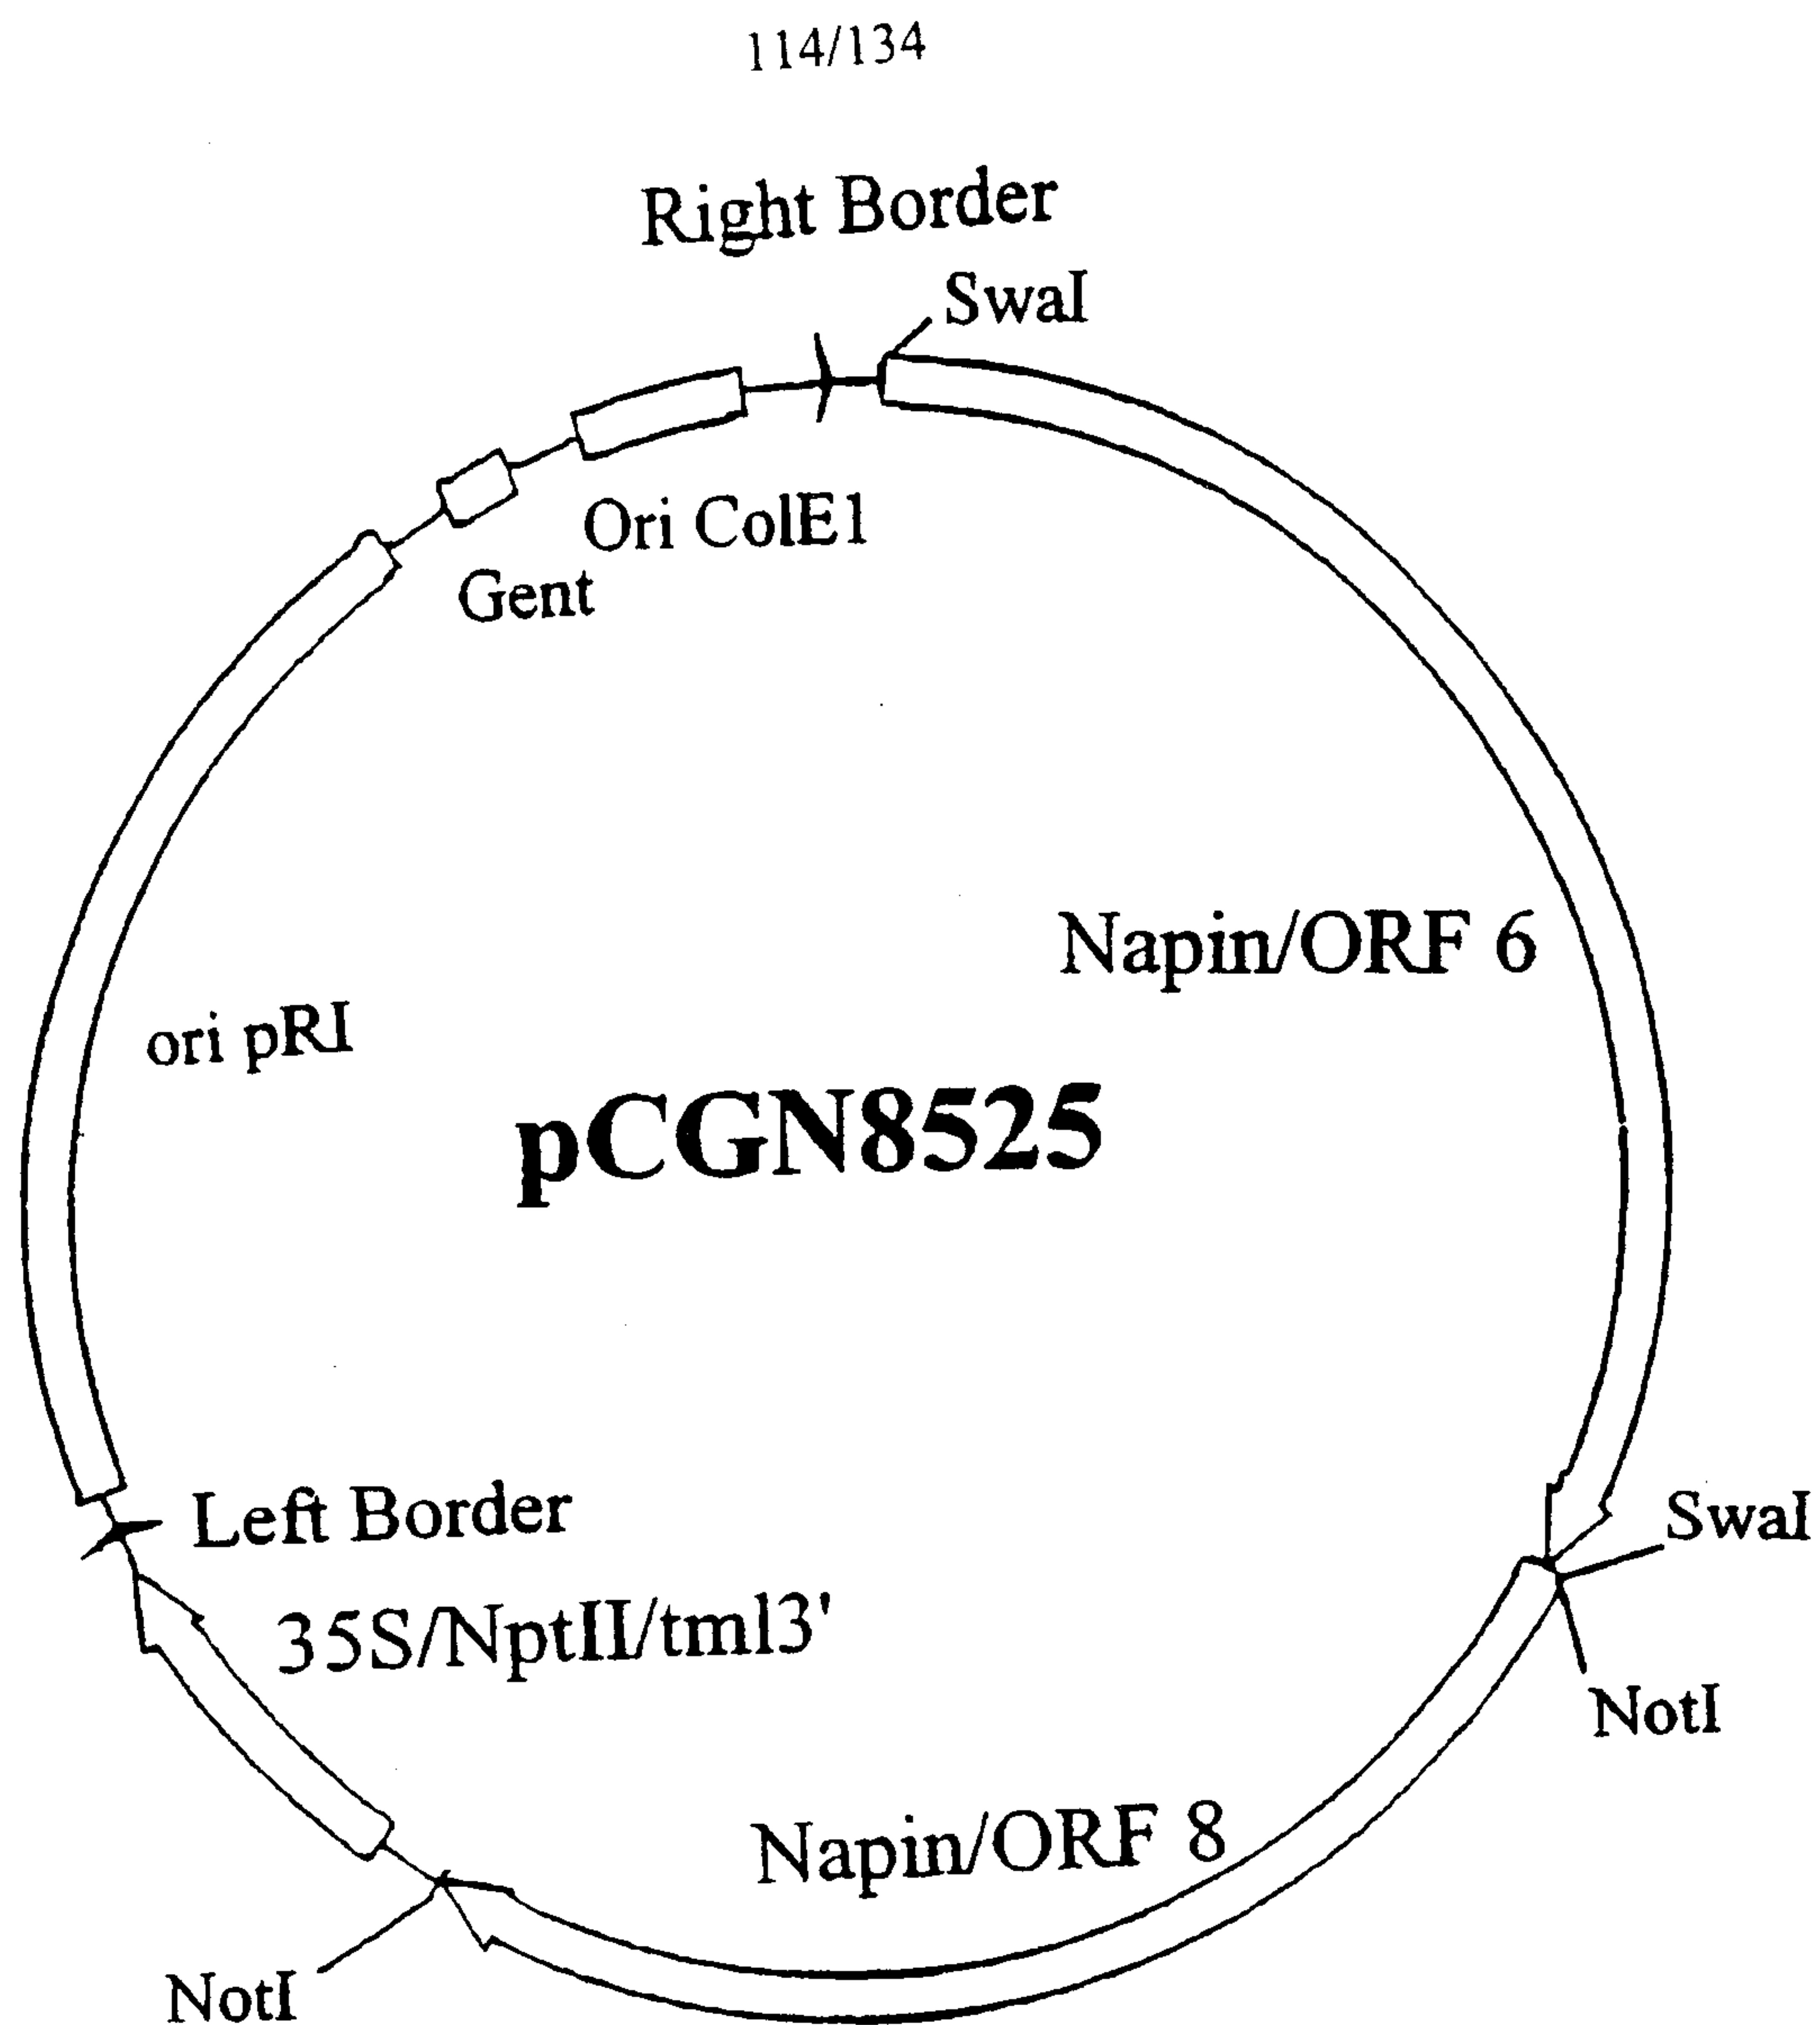 114/134
Right Border
SwaI
Ori ColE1
Gent
Napin/ORF 6
ori pRI
pCGN8525
Left Border
SwaI
35S/NptII/tml3'
NotI
Napin/ORF 8
NotI